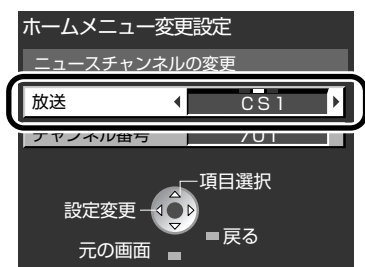 ホームメニュー変更設定
ニュースチャンネルの変更
放送 CS1
チャンネル番号 701
項目選択
設定変更
戻る
元の画面